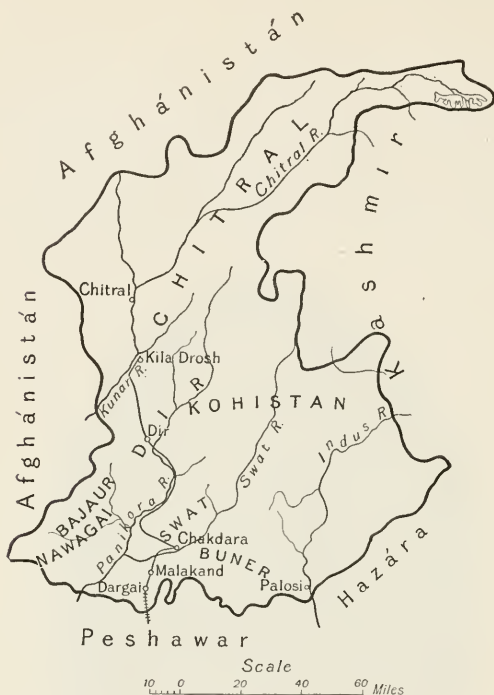 Afghánistán
CHITRAL
Chitral R.
Kashmir
Chitral
Afghánistán
Kila Drosh
Kunar R.
DIR
KOHISTAN
Dir
Swat R.
Indus R.
BAJAUR
NAWAGAI
Panjkora R.
SWAT
Chakdara
BUNER
Malakand
Dargai
Palosi
Hazára
Peshawar
Scale
10 0 20 40 60 Miles